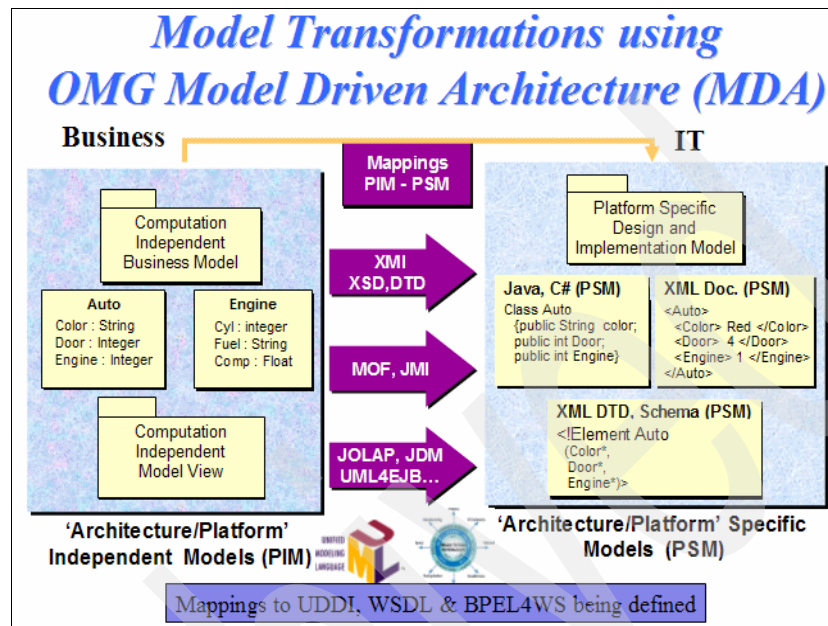 Model Transformations using
OMG Model Driven Architecture (MDA)
Business
IT
Mappings
PIM - PSM
Computation
Independent
Business Model
Auto
Color : String
Door : Integer
Engine : Integer
Engine
Cyl : integer
Fuel : String
Comp : Float
Computation
Independent
Model View
XMI
XSD,DTD
MOF, JMI
JOLAP, JDM
UML4EJB...
Platform Specific
Design and
Implementation Model
Java, C# (PSM)
Class Auto
{public String color;
public int Door;
public int Engine}
XML Doc. (PSM)
<Auto>
<Color> Red </Color>
<Door> 4 </Door>
<Engine> 1 </Engine>
</Auto>
XML DTD, Schema (PSM)
<!Element Auto
(Color*,
Door*,
Engine*)>
'Architecture/Platform'
Independent Models (PIM)
UNIFIED
MODELING
LANGUAGE
UML
'Architecture/Platform' Specific
Models (PSM)
Mappings to UDDI, WSDL & BPEL4WS being defined